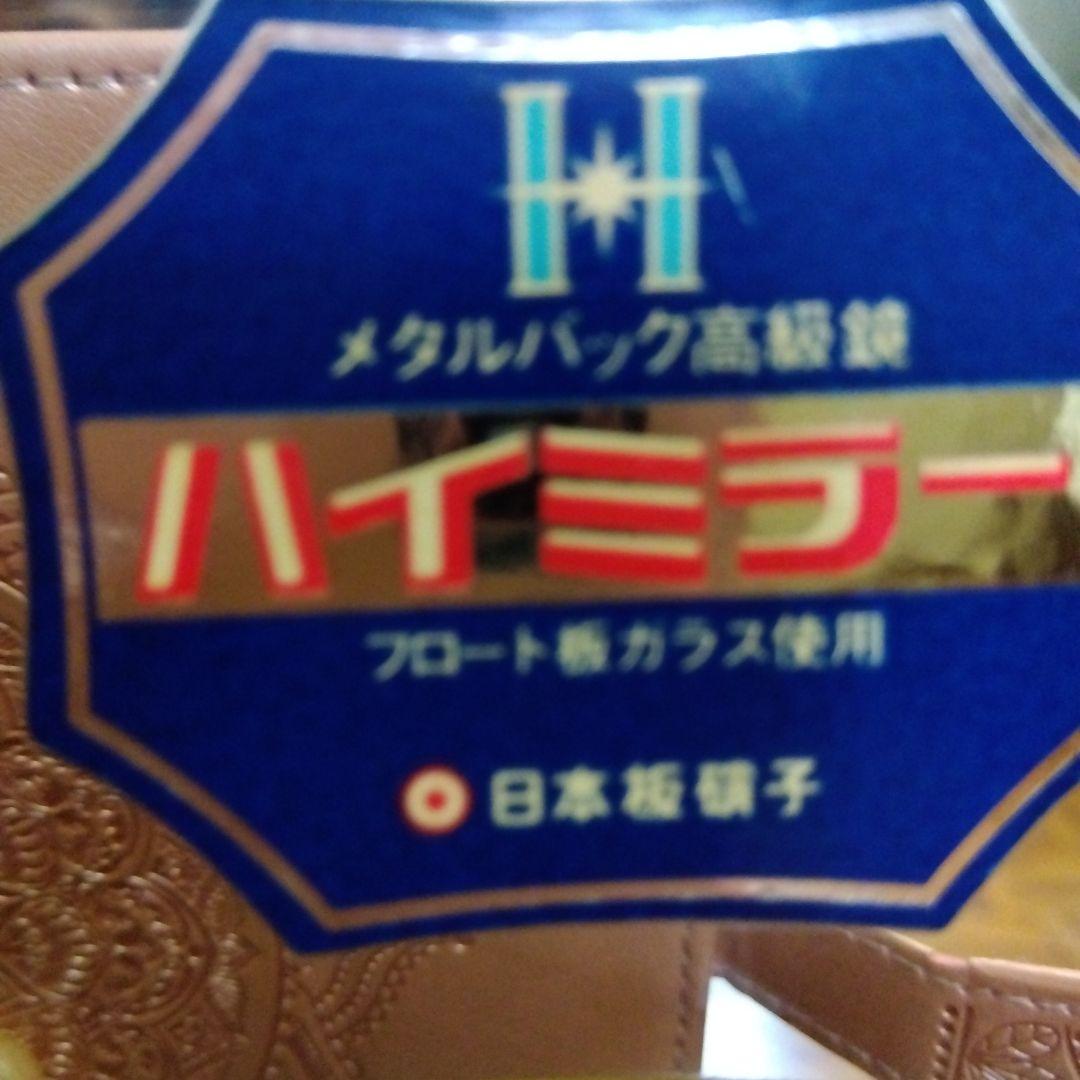 H
メタルバック高級鏡
ハイミラー
フロート板ガラス使用
日本板硝子